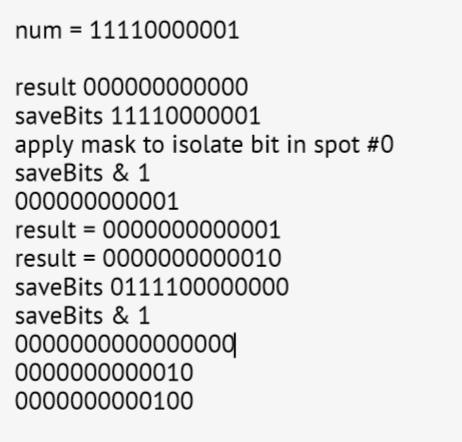 num = 11110000001
result 000000000000
saveBits 11110000001
apply mask to isolate bit in spot #0
saveBits & 1
000000000001
result = 0000000000001
result = 0000000000010
saveBits 0111100000000
saveBits & 1
0000000000000000
0000000000010
0000000000100